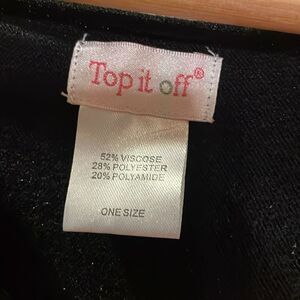 Top it off®
52% VISCOSE
28% POLYESTER
20% POLYAMIDE
ONE SIZE